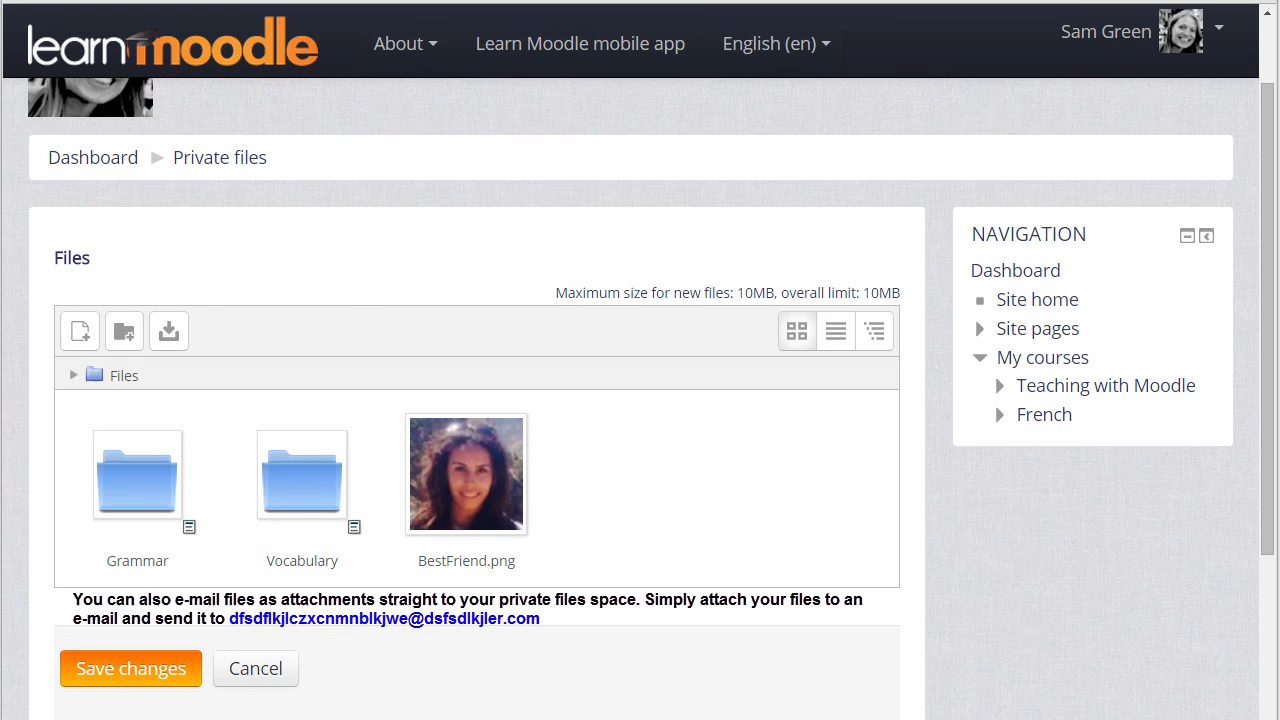 learn moodle
About
Learn Moodle mobile app
English (en)
Sam Green
Dashboard
Private files
Files
Maximum size for new files: 10MB, overall limit: 10MB
Files
Grammar
Vocabulary
BestFriend.png
You can also e-mail files as attachments straight to your private files space. Simply attach your files to an
e-mail and send it to dfsdflkjlczxcnmnblkjwe@dsfsdlkjler.com
Save changes
Cancel
NAVIGATION
Dashboard
Site home
Site pages
My courses
Teaching with Moodle
French